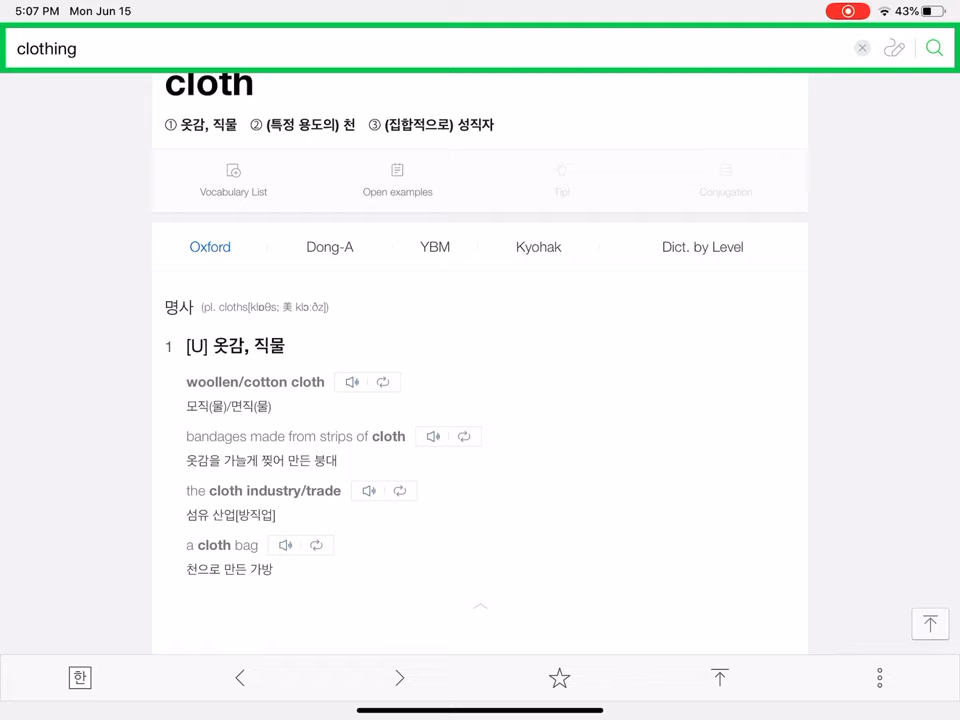 5:07 PM Mon Jun 15 43%
clothing
cloth
① 옷감, 직물 ② (특정 용도의) 천 ③ (집합적으로) 성직자
Vocabulary List Open examples Tip! Conjugation
Oxford Dong-A YBM Kyohak Dict. by Level
명사 (pl. cloths[klɒθs; 美 klɔːðz])
1 [U] 옷감, 직물
woollen/cotton cloth
모직(물)/면직(물)
bandages made from strips of cloth
옷감을 가늘게 찢어 만든 붕대
the cloth industry/trade
섬유 산업[방직업]
a cloth bag
천으로 만든 가방
한